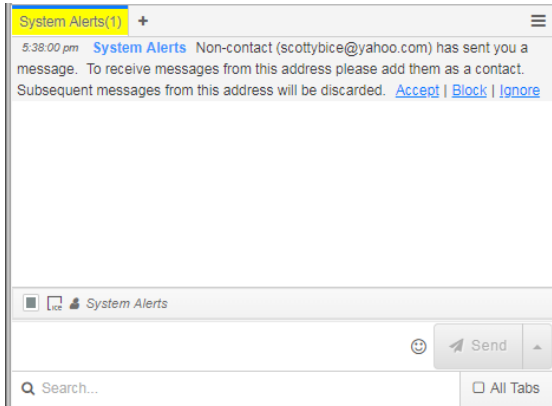 System Alerts(1) +
5:38:00 pm System Alerts Non-contact (scottybice@yahoo.com) has sent you a
message. To receive messages from this address please add them as a contact.
Subsequent messages from this address will be discarded. Accept | Block | Ignore
ICE System Alerts
Send
Search... All Tabs